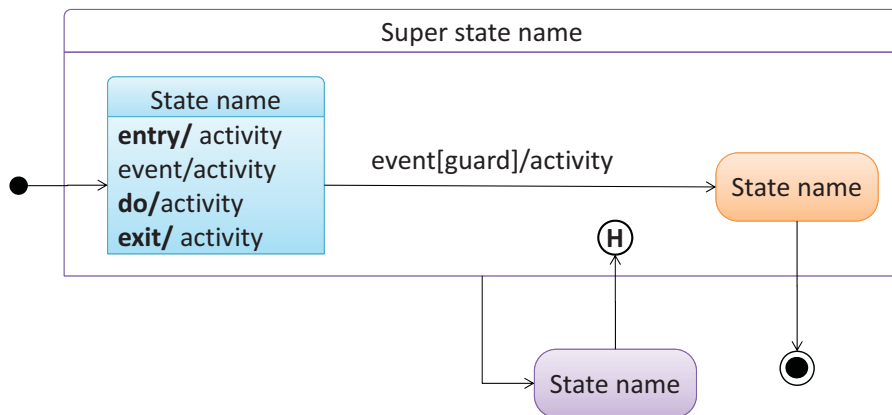 Super state name
State name
entry/ activity
event/activity
do/activity
exit/ activity
event[guard]/activity
State name
H
State name